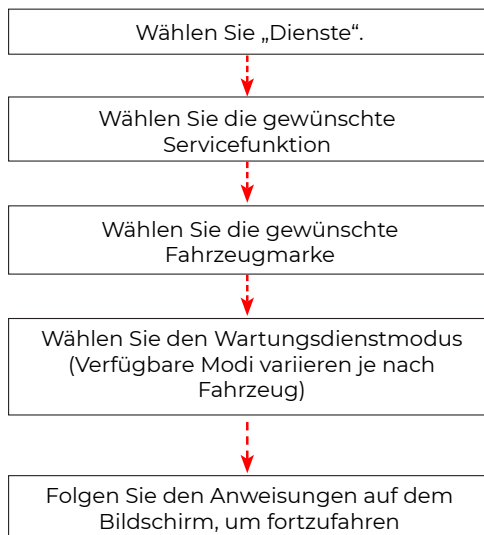 Wählen Sie „Dienste“.
Wählen Sie die gewünschte
Servicefunktion
Wählen Sie die gewünschte
Fahrzeugmarke
Wählen Sie den Wartungsdienstmodus
(Verfügbare Modi variieren je nach
Fahrzeug)
Folgen Sie den Anweisungen auf dem
Bildschirm, um fortzufahren